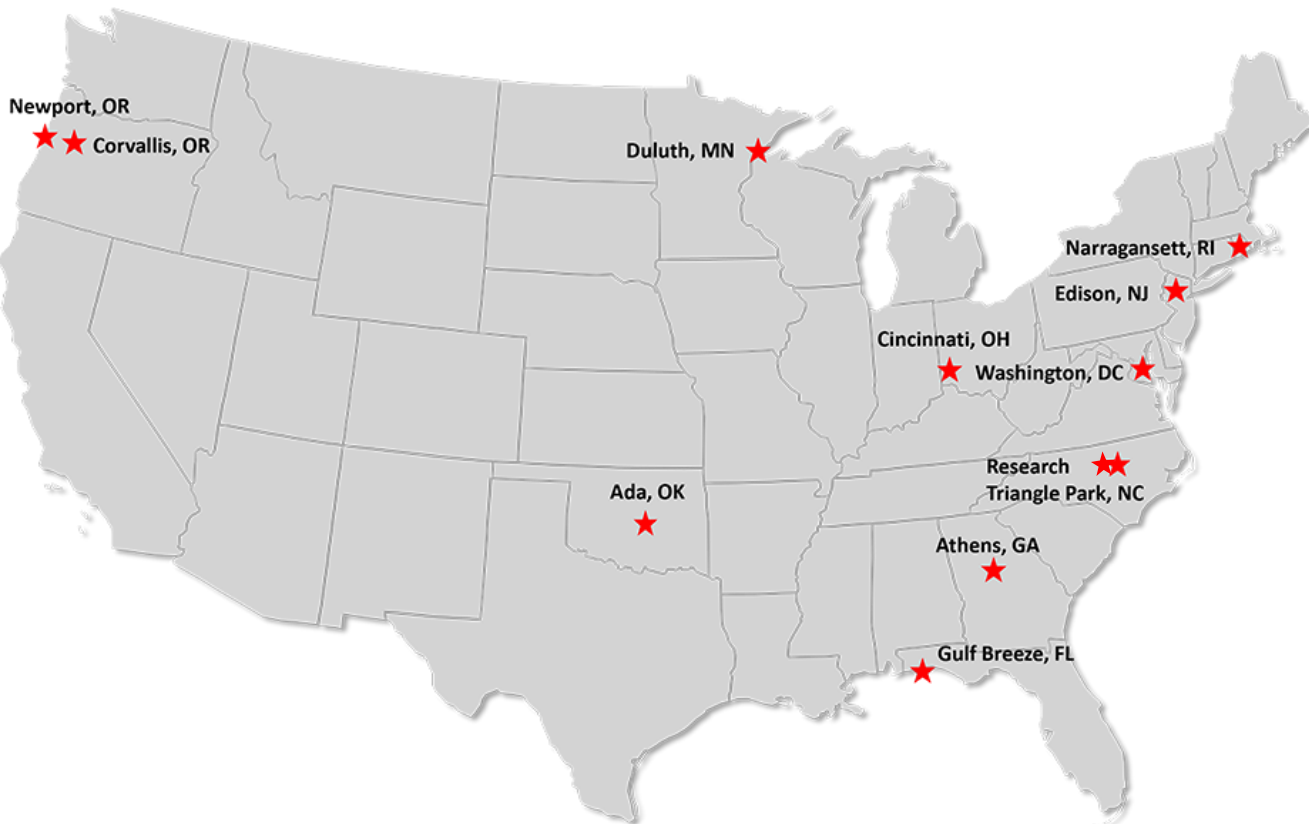 Newport, OR
Corvallis, OR
Duluth, MN
Narragansett, RI
Edison, NJ
Cincinnati, OH
Washington, DC
Research
Triangle Park, NC
Ada, OK
Athens, GA
Gulf Breeze, FL